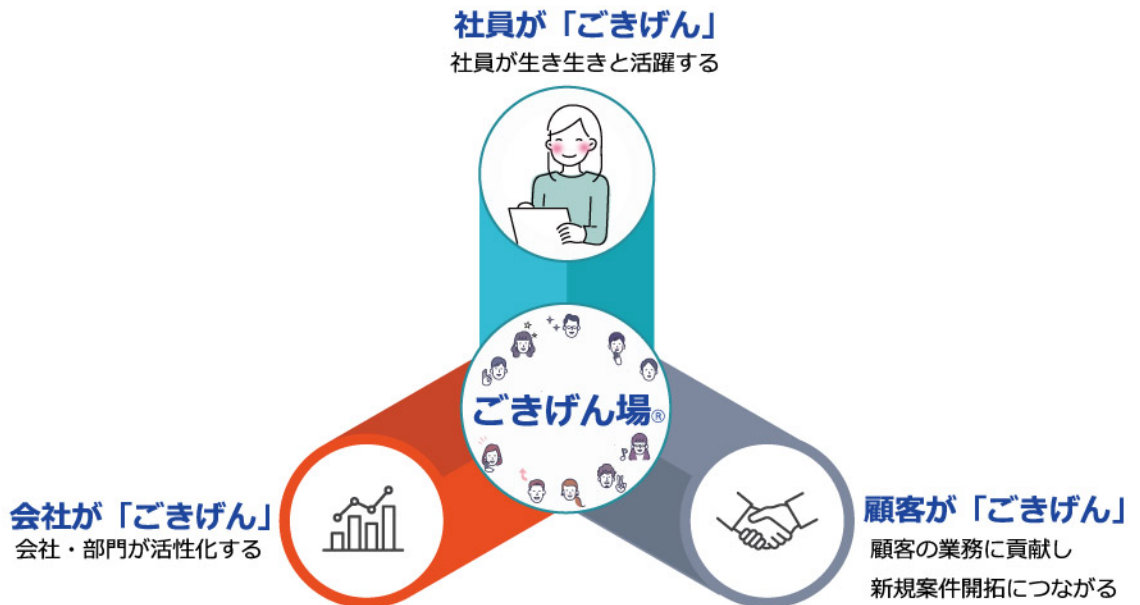 社員が「ごきげん」
社員が生き生きと活躍する
ごきげん場®
会社が「ごきげん」
会社・部門が活性化する
顧客が「ごきげん」
顧客の業務に貢献し
新規案件開拓につながる